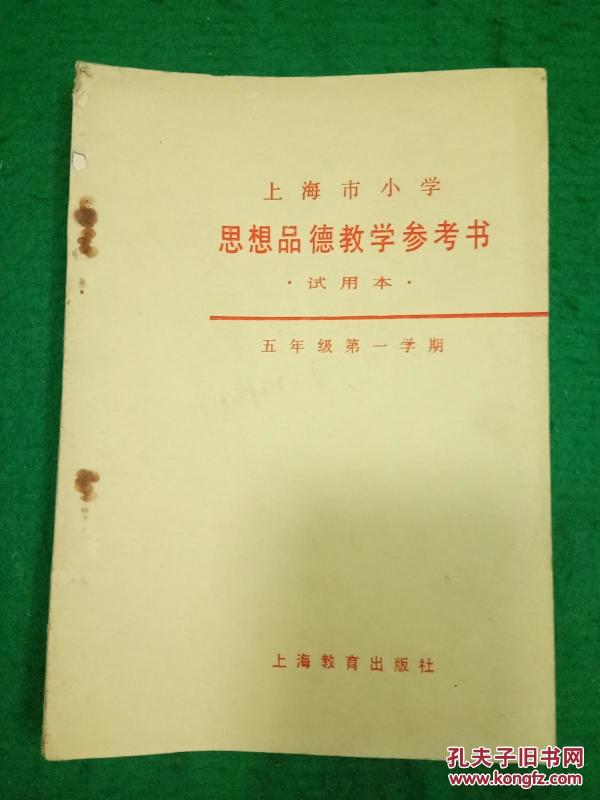 上海市小学
思想品德教学参考书
·试用本·
五年级第一学期
上海教育出版社
孔夫子旧书网
www.kongfz.com